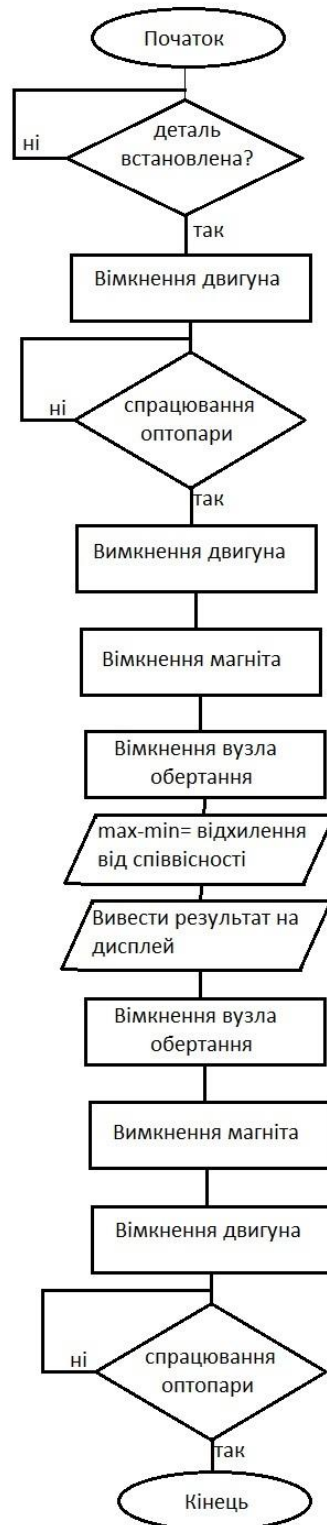 Початок
деталь
встановлена?
ні
так
Вімкнення двигуна
спрацювання
оптопари
ні
так
Вимкнення двигуна
Вімкнення магніта
Вімкнення вузла
обертання
max-min= відхилення
від співвісності
Вивести результат на
дисплей
Вімкнення вузла
обертання
Вимкнення магніта
Вімкнення двигуна
спрацювання
оптопари
ні
так
Кінець